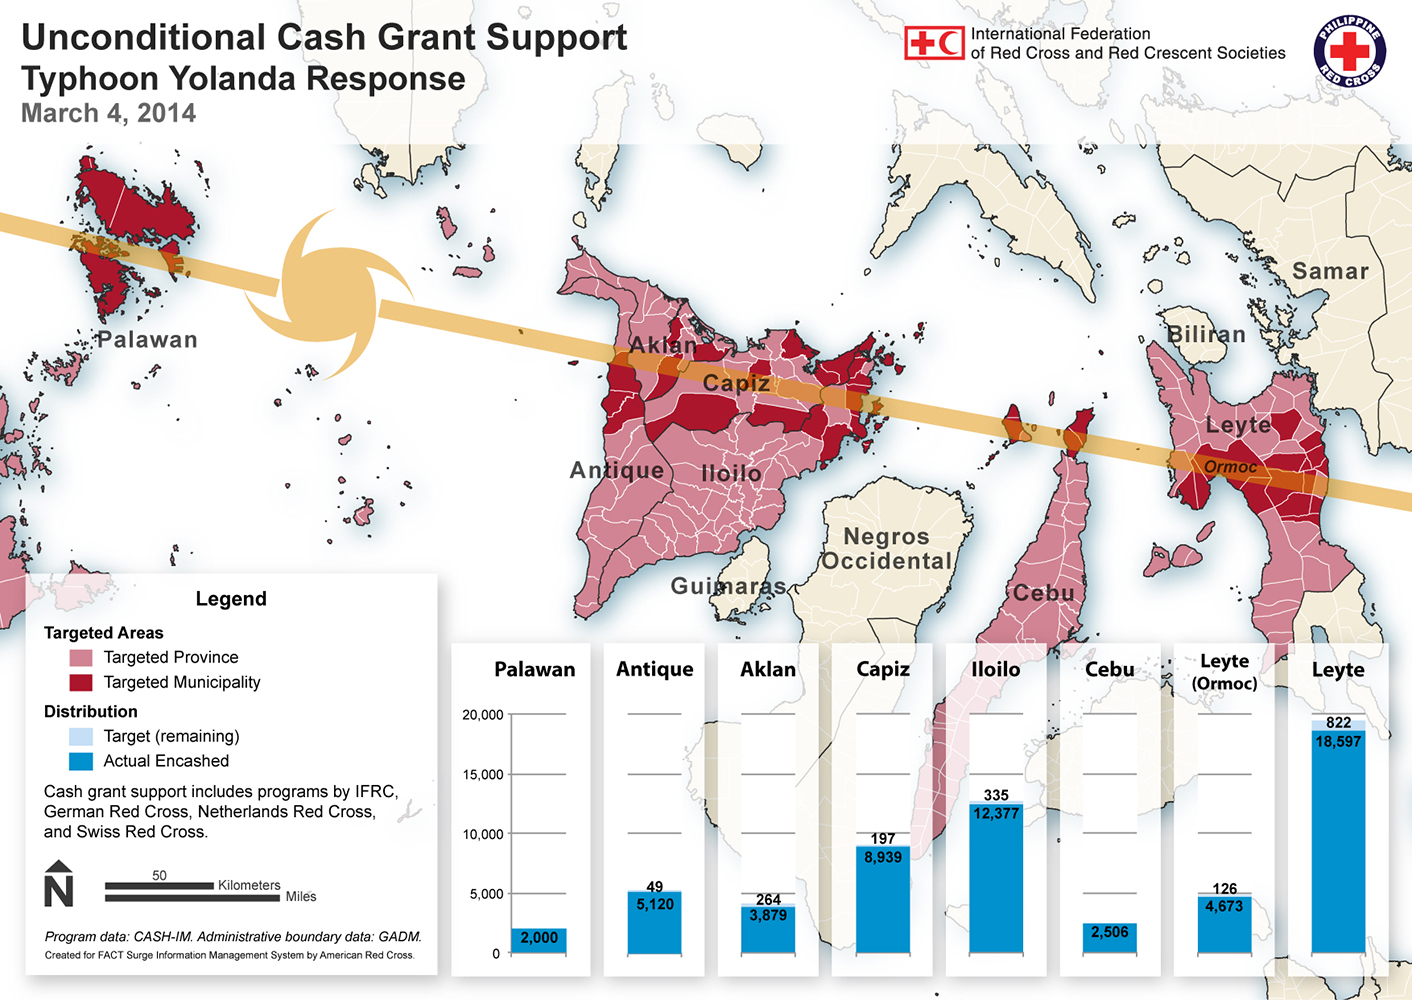 Unconditional Cash Grant Support
Typhoon Yolanda Response
March 4, 2014
International Federation
of Red Cross and Red Crescent Societies
PHILIPPINE
RED CROSS
Samar
Biliran
Palawan
Aklan
Capiz
Leyte
Ormoc
Antique
Iloilo
Negros
Occidental
Guimaras
Cebu
Legend
Targeted Areas
Targeted Province
Targeted Municipality
Distribution
Target (remaining)
Actual Encashed
Cash grant support includes programs by IFRC,
German Red Cross, Netherlands Red Cross,
and Swiss Red Cross.
N
50
Kilometers
Miles
Program data: CASH-IM. Administrative boundary data: GADM.
Created for FACT Surge Information Management System by American Red Cross.
20,000
15,000
10,000
5,000
0
Palawan
2,000
Antique
49
5,120
Aklan
264
3,879
Capiz
197
8,939
Iloilo
335
12,377
Cebu
2,506
Leyte
(Ormoc)
126
4,673
Leyte
822
18,597